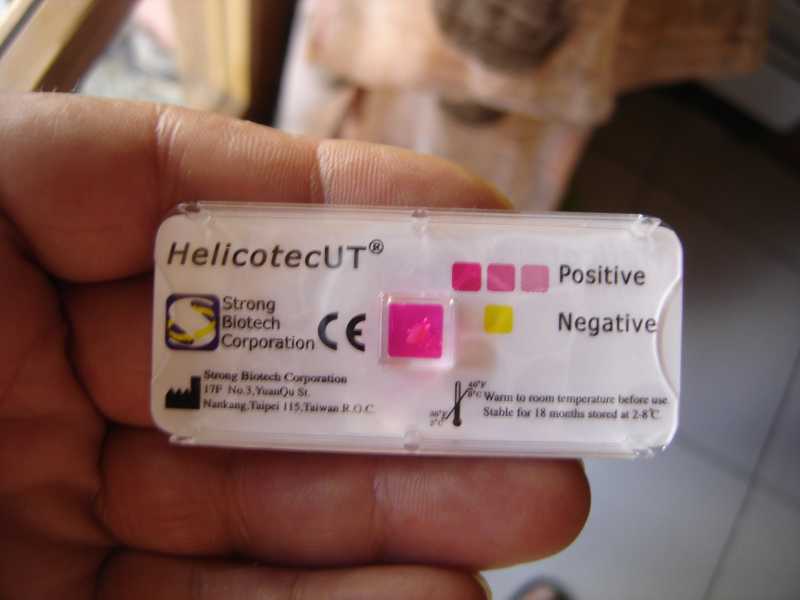 HelicotecUT®
Positive
Negative
Strong
Biotech
Corporation
CE
Strong Biotech Corporation
17F No.3,YuanQu St.
Nankang,Taipei 115,Taiwan R.O.C.
Warm to room temperature before use.
Stable for 18 months stored at 2-8℃